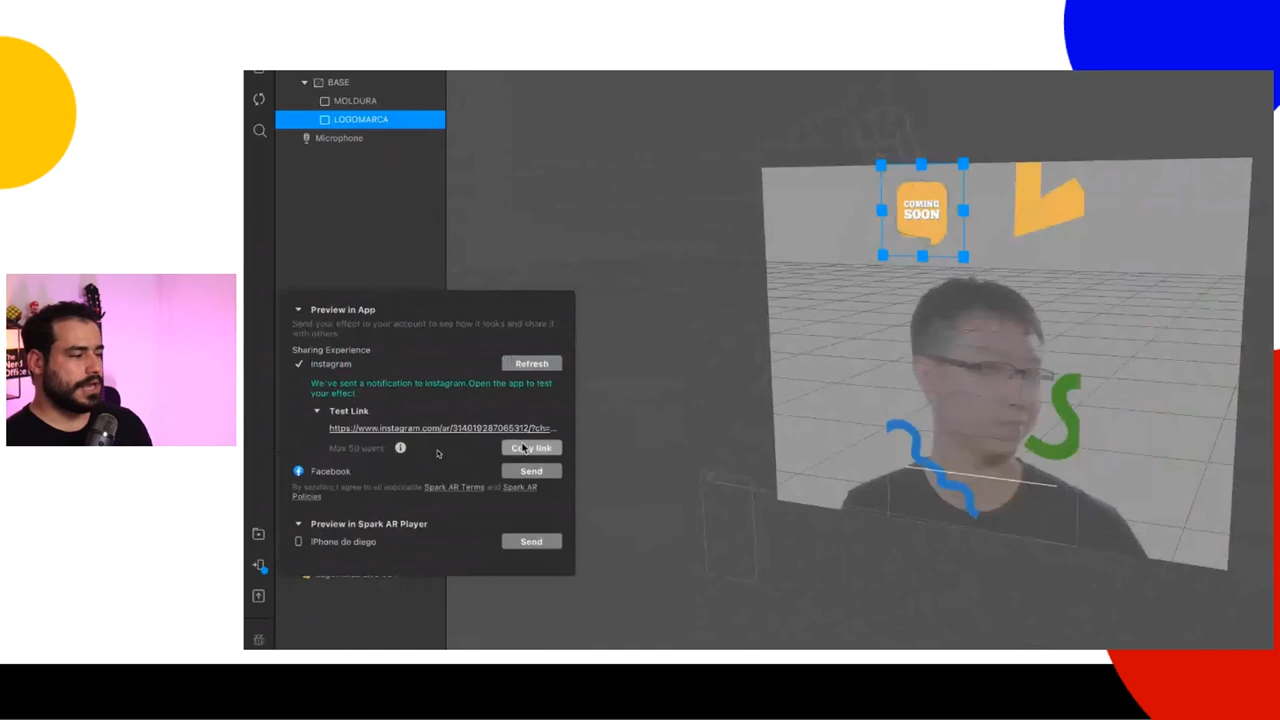 BASE
MOLDURA
LOGOMARCA
Microphone
COMING
SOON
The
Nerd
Office
Preview in App
Send your effect to your account to see how it looks and share it
with others.
Sharing Experience
Instagram
Refresh
We've sent a notification to Instagram.Open the app to test
your effect
Test Link
https://www.instagram.com/ar/314019287065312/?ch=...
Max 50 users
Copy link
Facebook
Send
By sending I agree to all applicable Spark AR Terms and Spark AR
Policies
Preview in Spark AR Player
iPhone de diego
Send